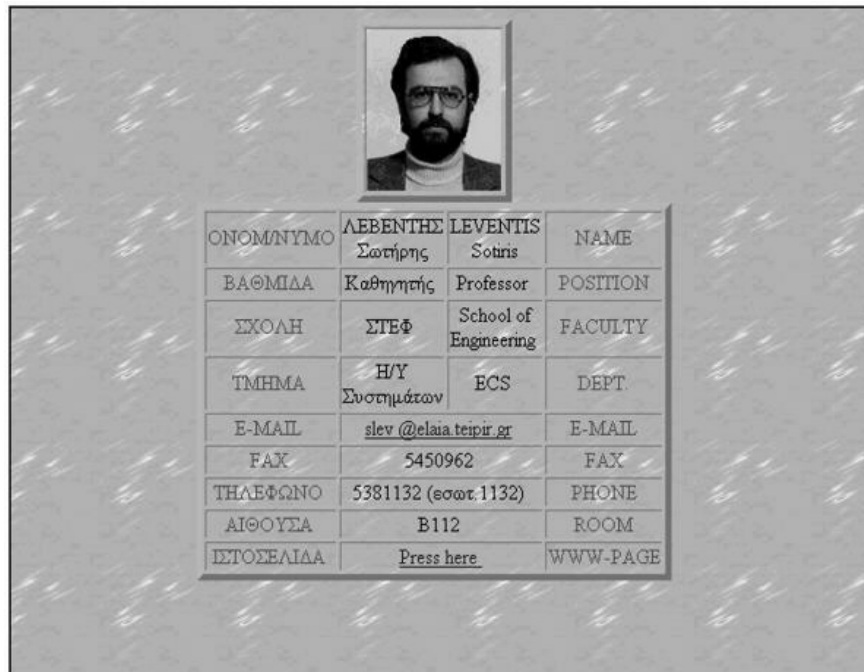 ΟΝΟΜ/ΝΥΜΟ ΛΕΒΕΝΤΗΣ Σωτήρης LEVENTIS Sotiris NAME
ΒΑΘΜΙΔΑ Καθηγητής Professor POSITION
ΣΧΟΛΗ ΣΤΕΦ School of Engineering FACULTY
ΤΜΗΜΑ Η/Υ Συστημάτων ECS DEPT.
E-MAIL slev @elaia.teipir.gr E-MAIL
FAX 5450962 FAX
ΤΗΛΕΦΩΝΟ 5381132 (εσωτ.1132) PHONE
ΑΙΘΟΥΣΑ B112 ROOM
ΙΣΤΟΣΕΛΙΔΑ Press here WWW-PAGE